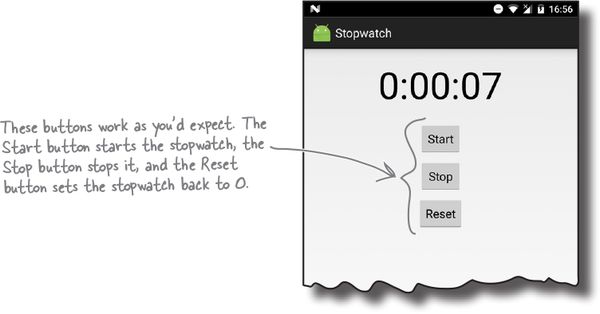 16:56
Stopwatch
0:00:07
These buttons work as you'd expect. The
Start button starts the stopwatch, the
Stop button stops it, and the Reset
button sets the stopwatch back to 0.
Start
Stop
Reset